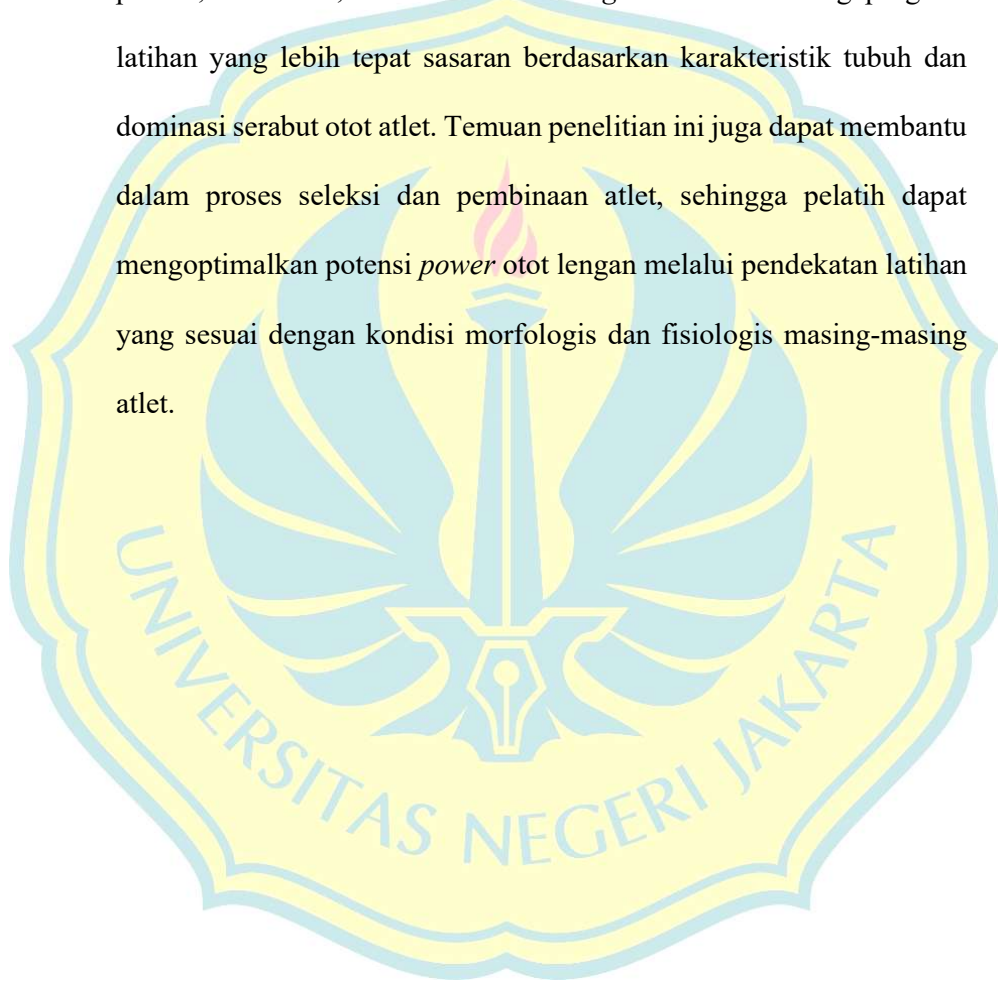 latihan yang lebih tepat sasaran berdasarkan karakteristik tubuh dan
dominasi serabut otot atlet. Temuan penelitian ini juga dapat membantu
dalam proses seleksi dan pembinaan atlet, sehingga pelatih dapat
mengoptimalkan potensi power otot lengan melalui pendekatan latihan
yang sesuai dengan kondisi morfologis dan fisiologis masing-masing
atlet.
UNIVERSITAS NEGERI JAKARTA